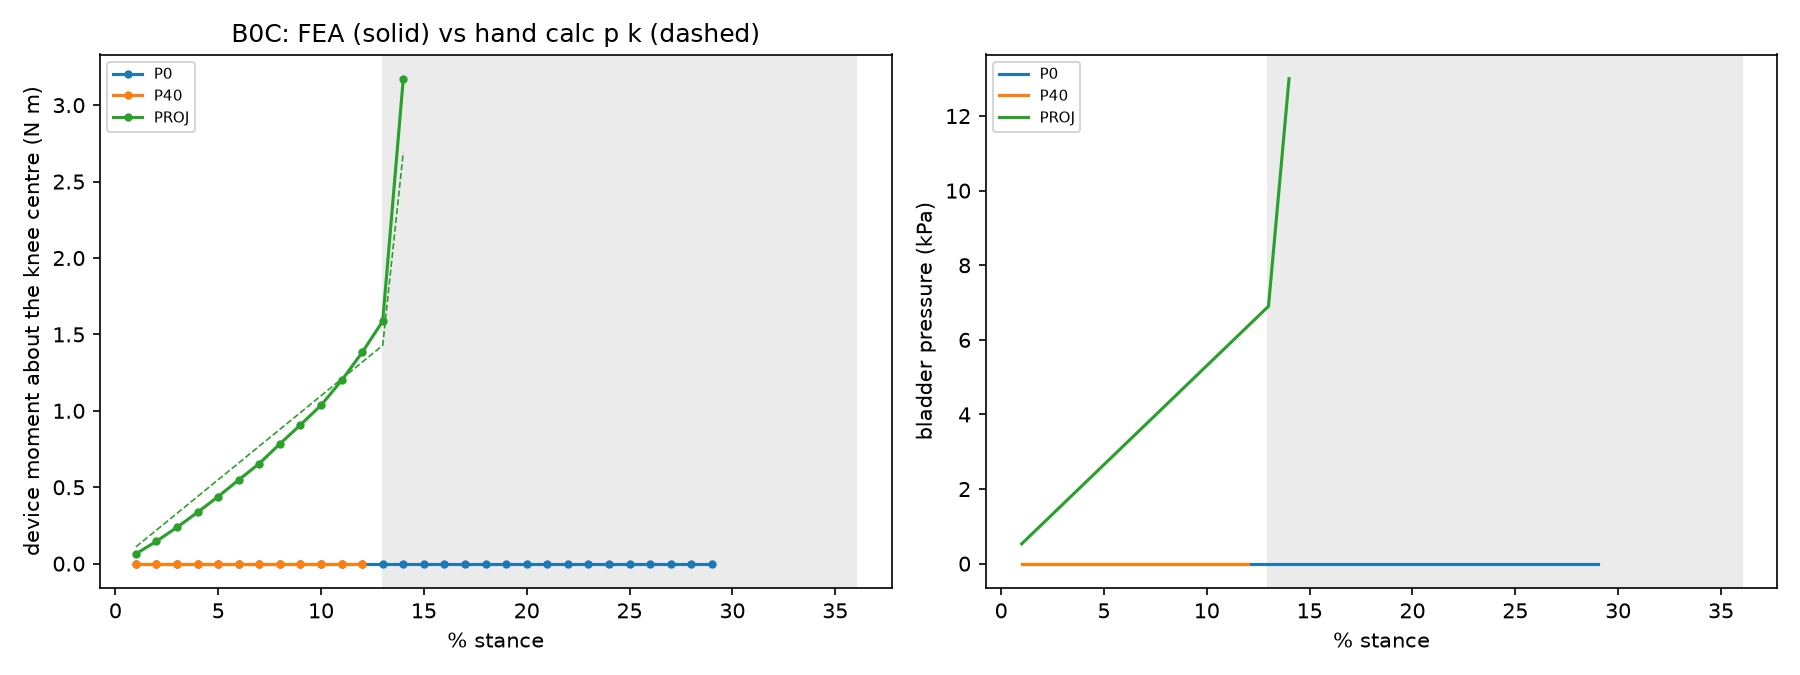 B0C: FEA (solid) vs hand calc p k (dashed)
device moment about the knee centre (N m)
3.0
2.5
2.0
1.5
1.0
0.5
0.0
P0
P40
PROJ
0 5 10 15 20 25 30 35
% stance
bladder pressure (kPa)
12
10
8
6
4
2
0
P0
P40
PROJ
0 5 10 15 20 25 30 35
% stance